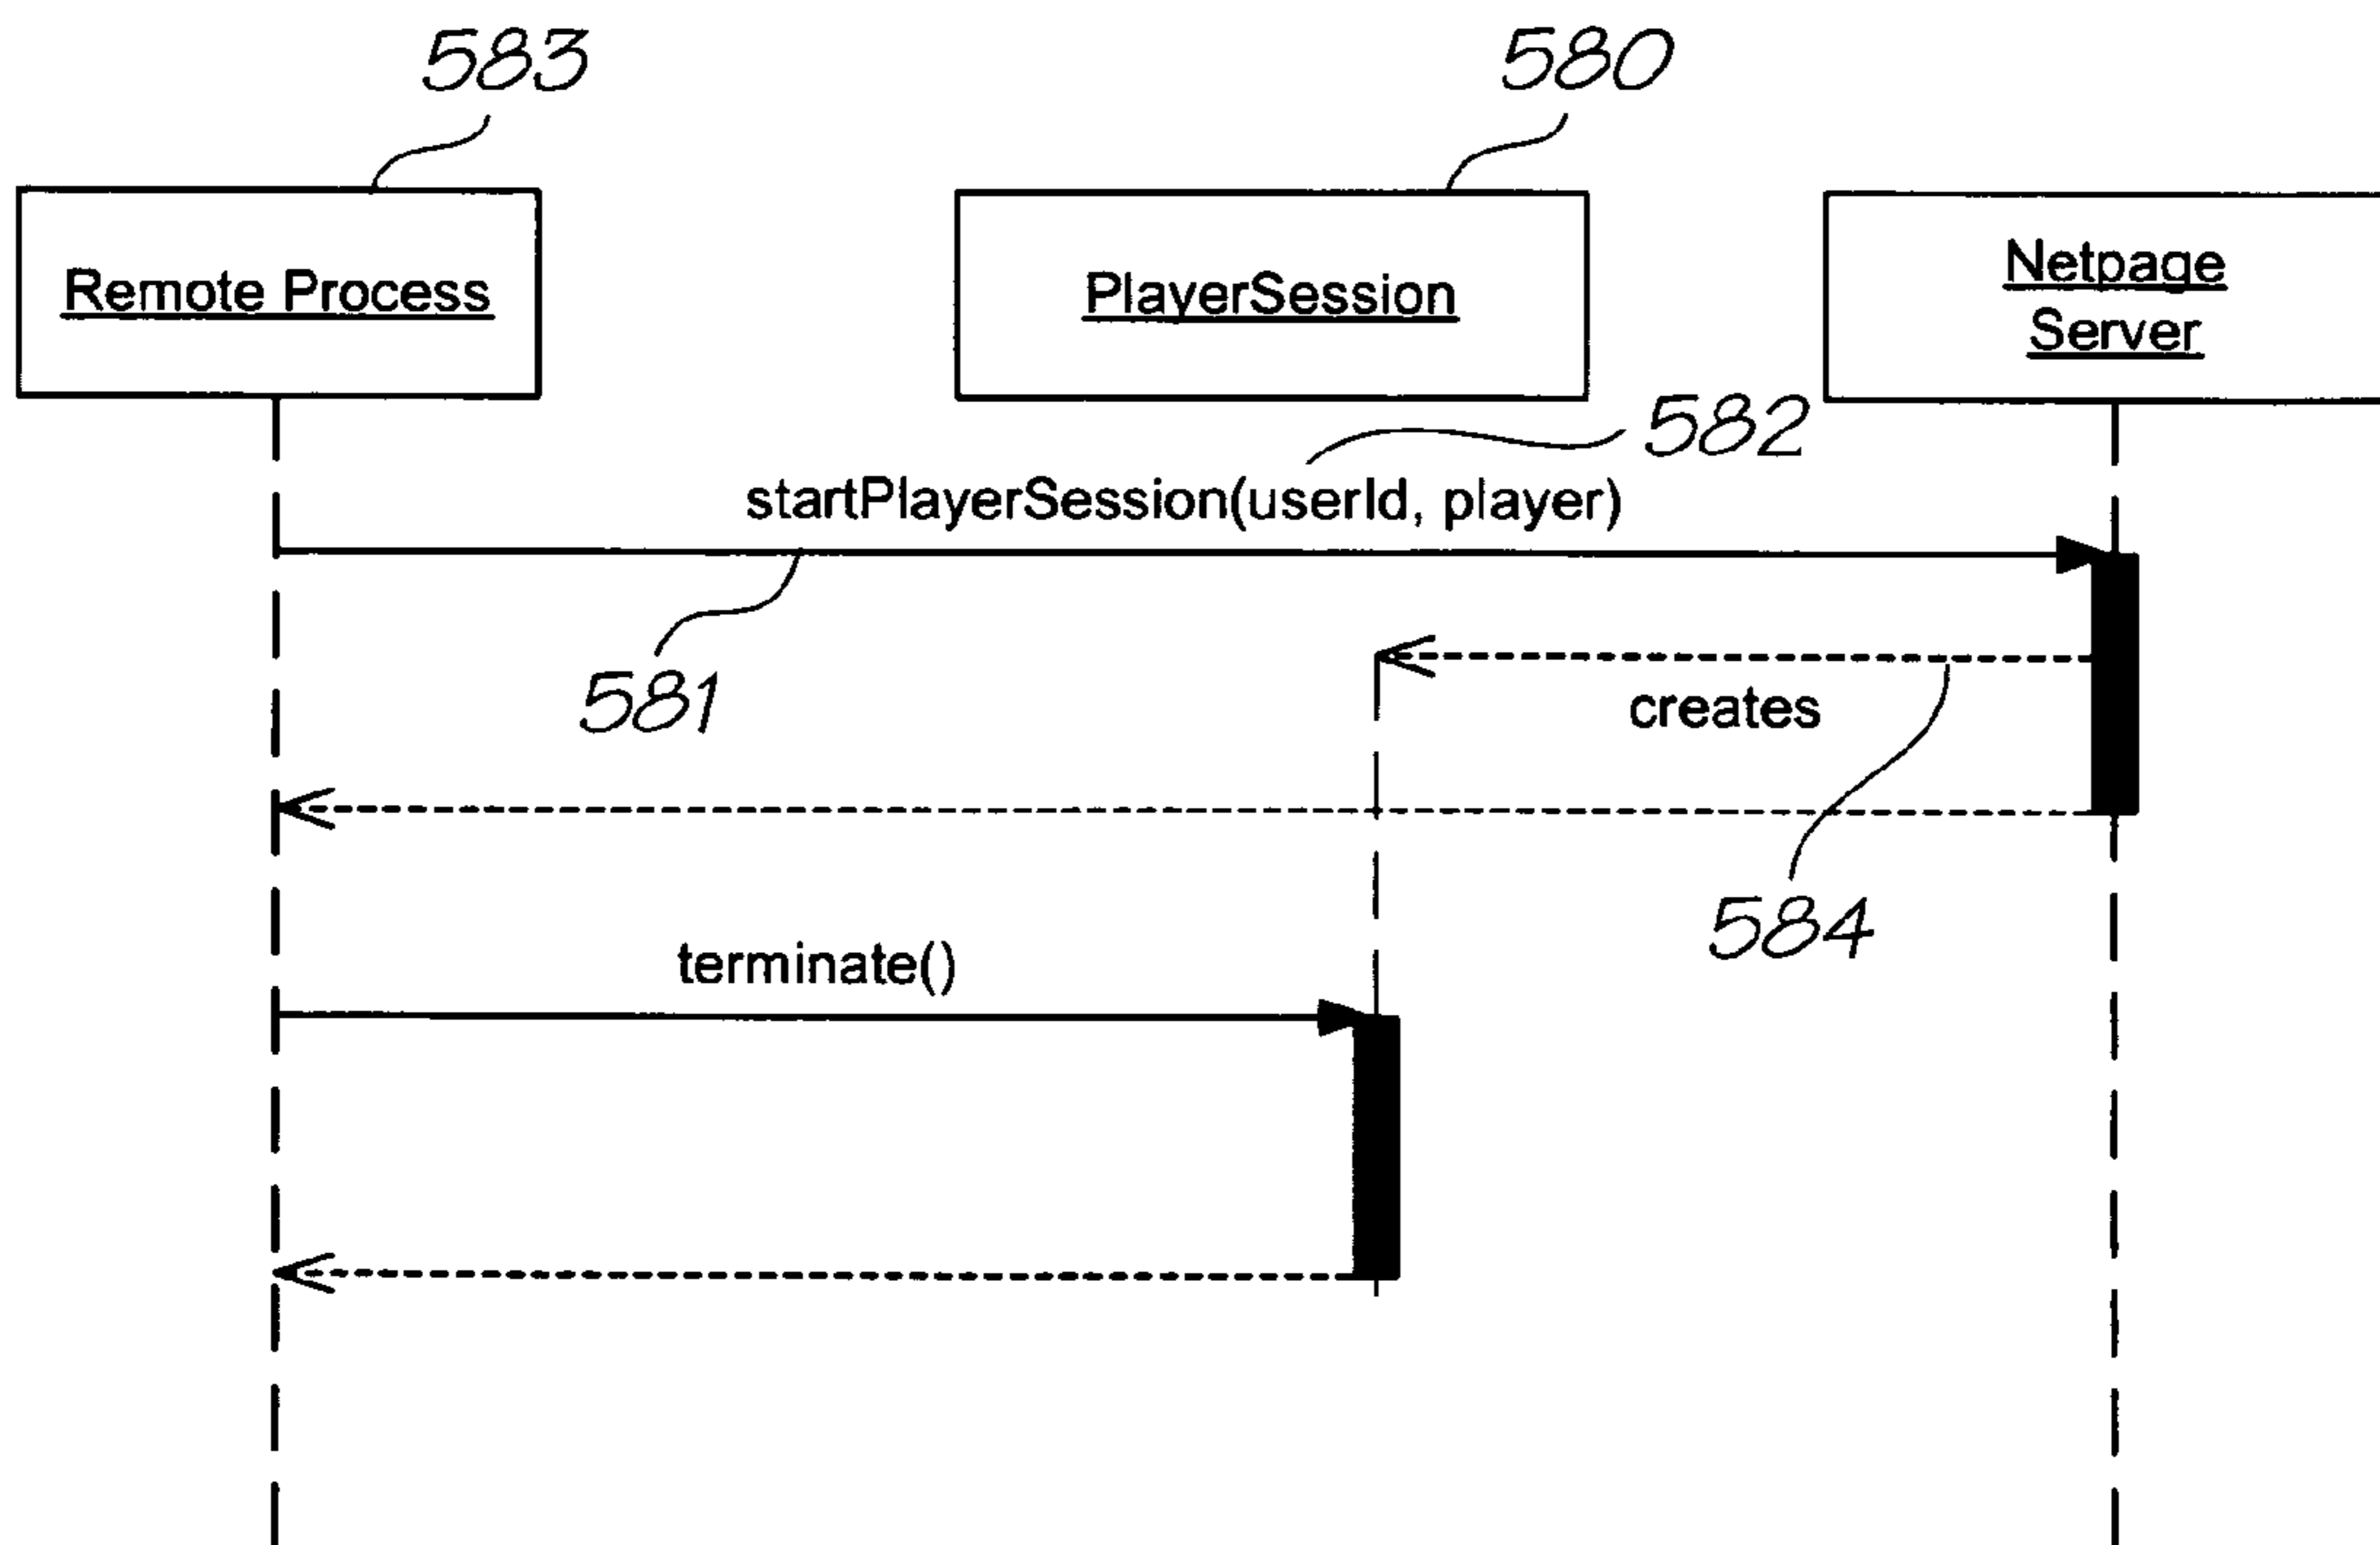 583
580
Remote Process
PlayerSession
Netpage
Server
582
startPlayerSession(userId, player)
581
creates
584
terminate()